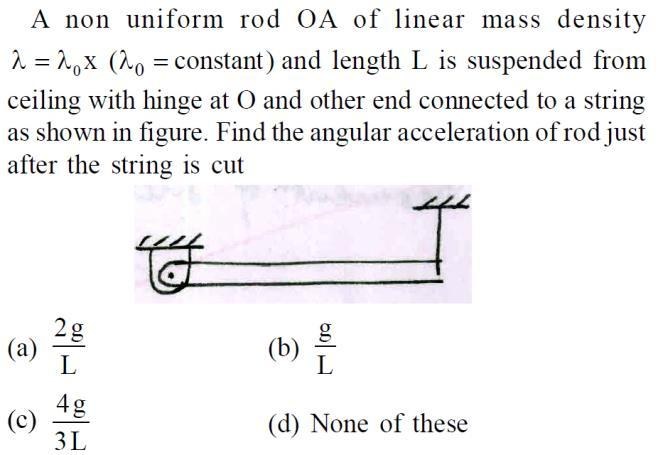 A non uniform rod OA of linear mass density
λ = λ₀x (λ₀ = constant) and length L is suspended from
ceiling with hinge at O and other end connected to a string
as shown in figure. Find the angular acceleration of rod just
after the string is cut
(a) 2g/L (b) g/L
(c) 4g/3L (d) None of these